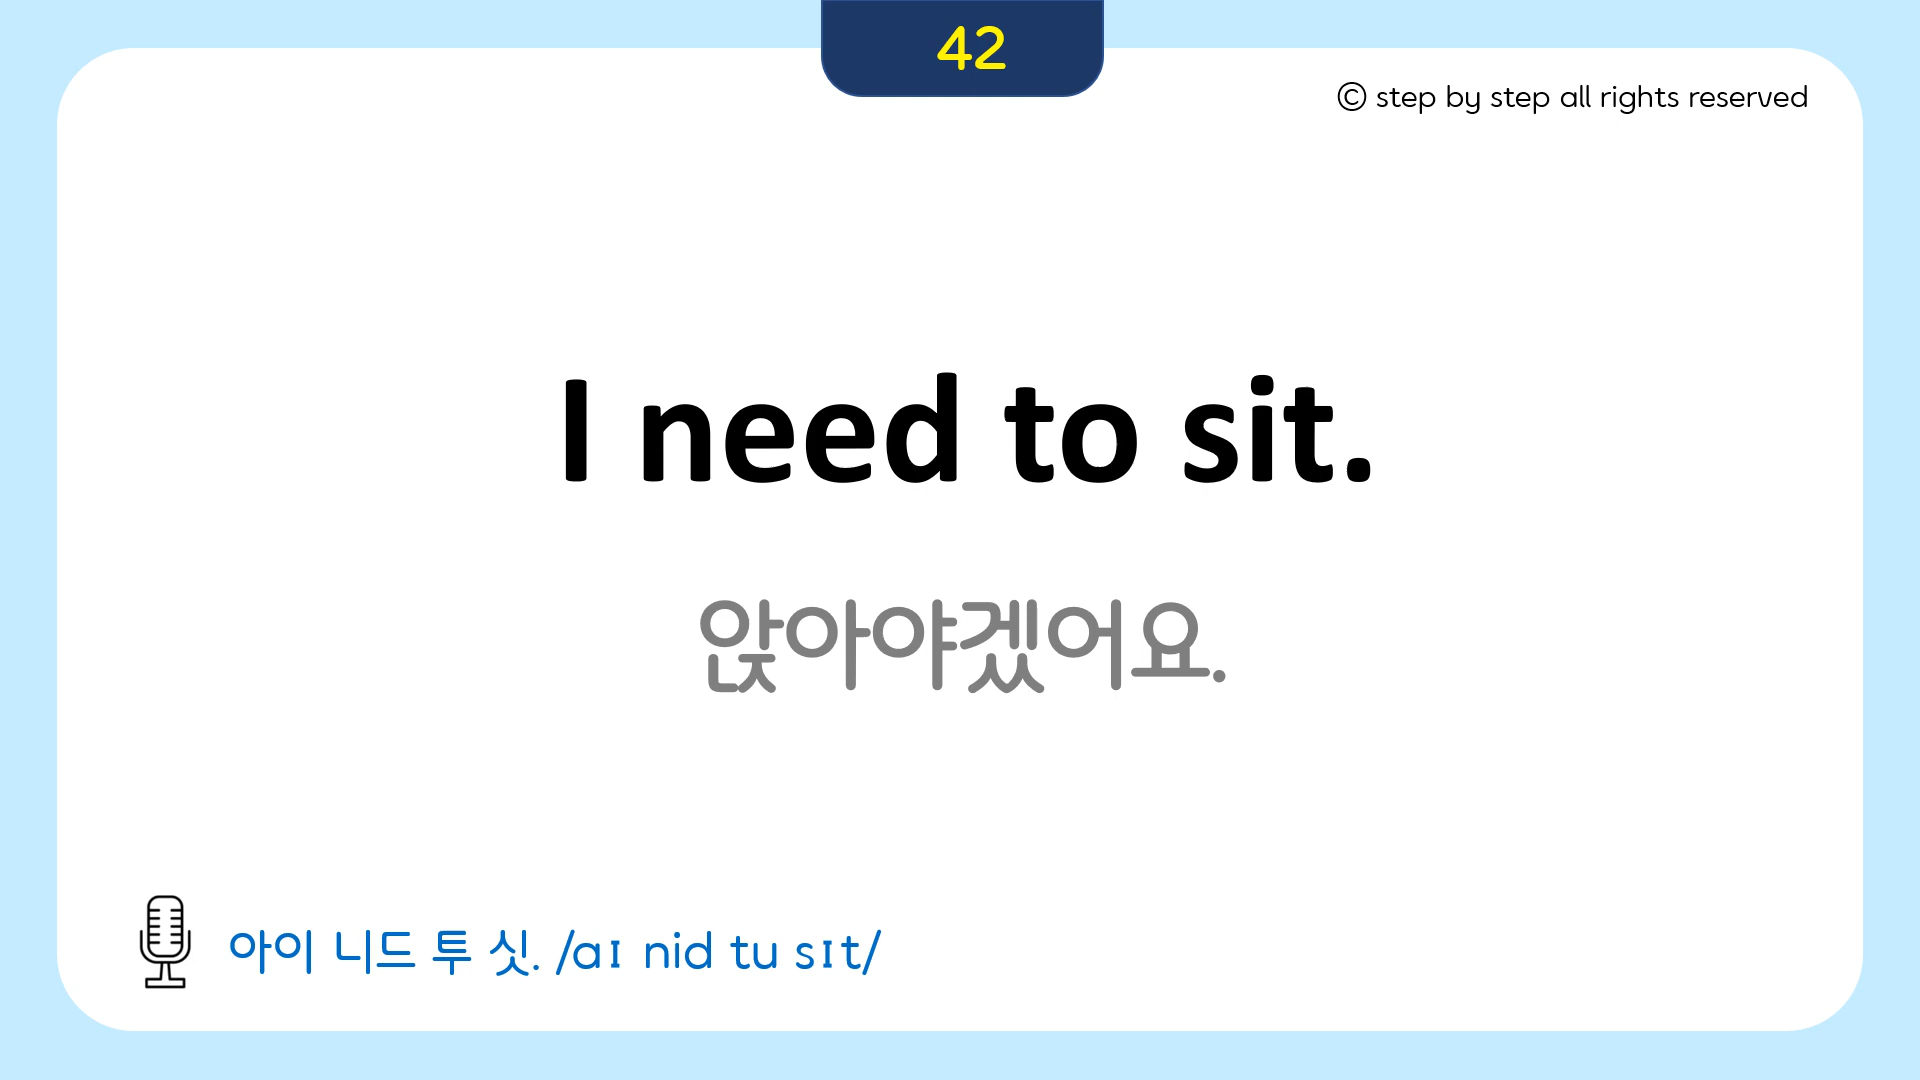 42
© step by step all rights reserved
I need to sit.
앉아야겠어요.
아이 니드 투 싯. /aɪ nid tu sɪt/